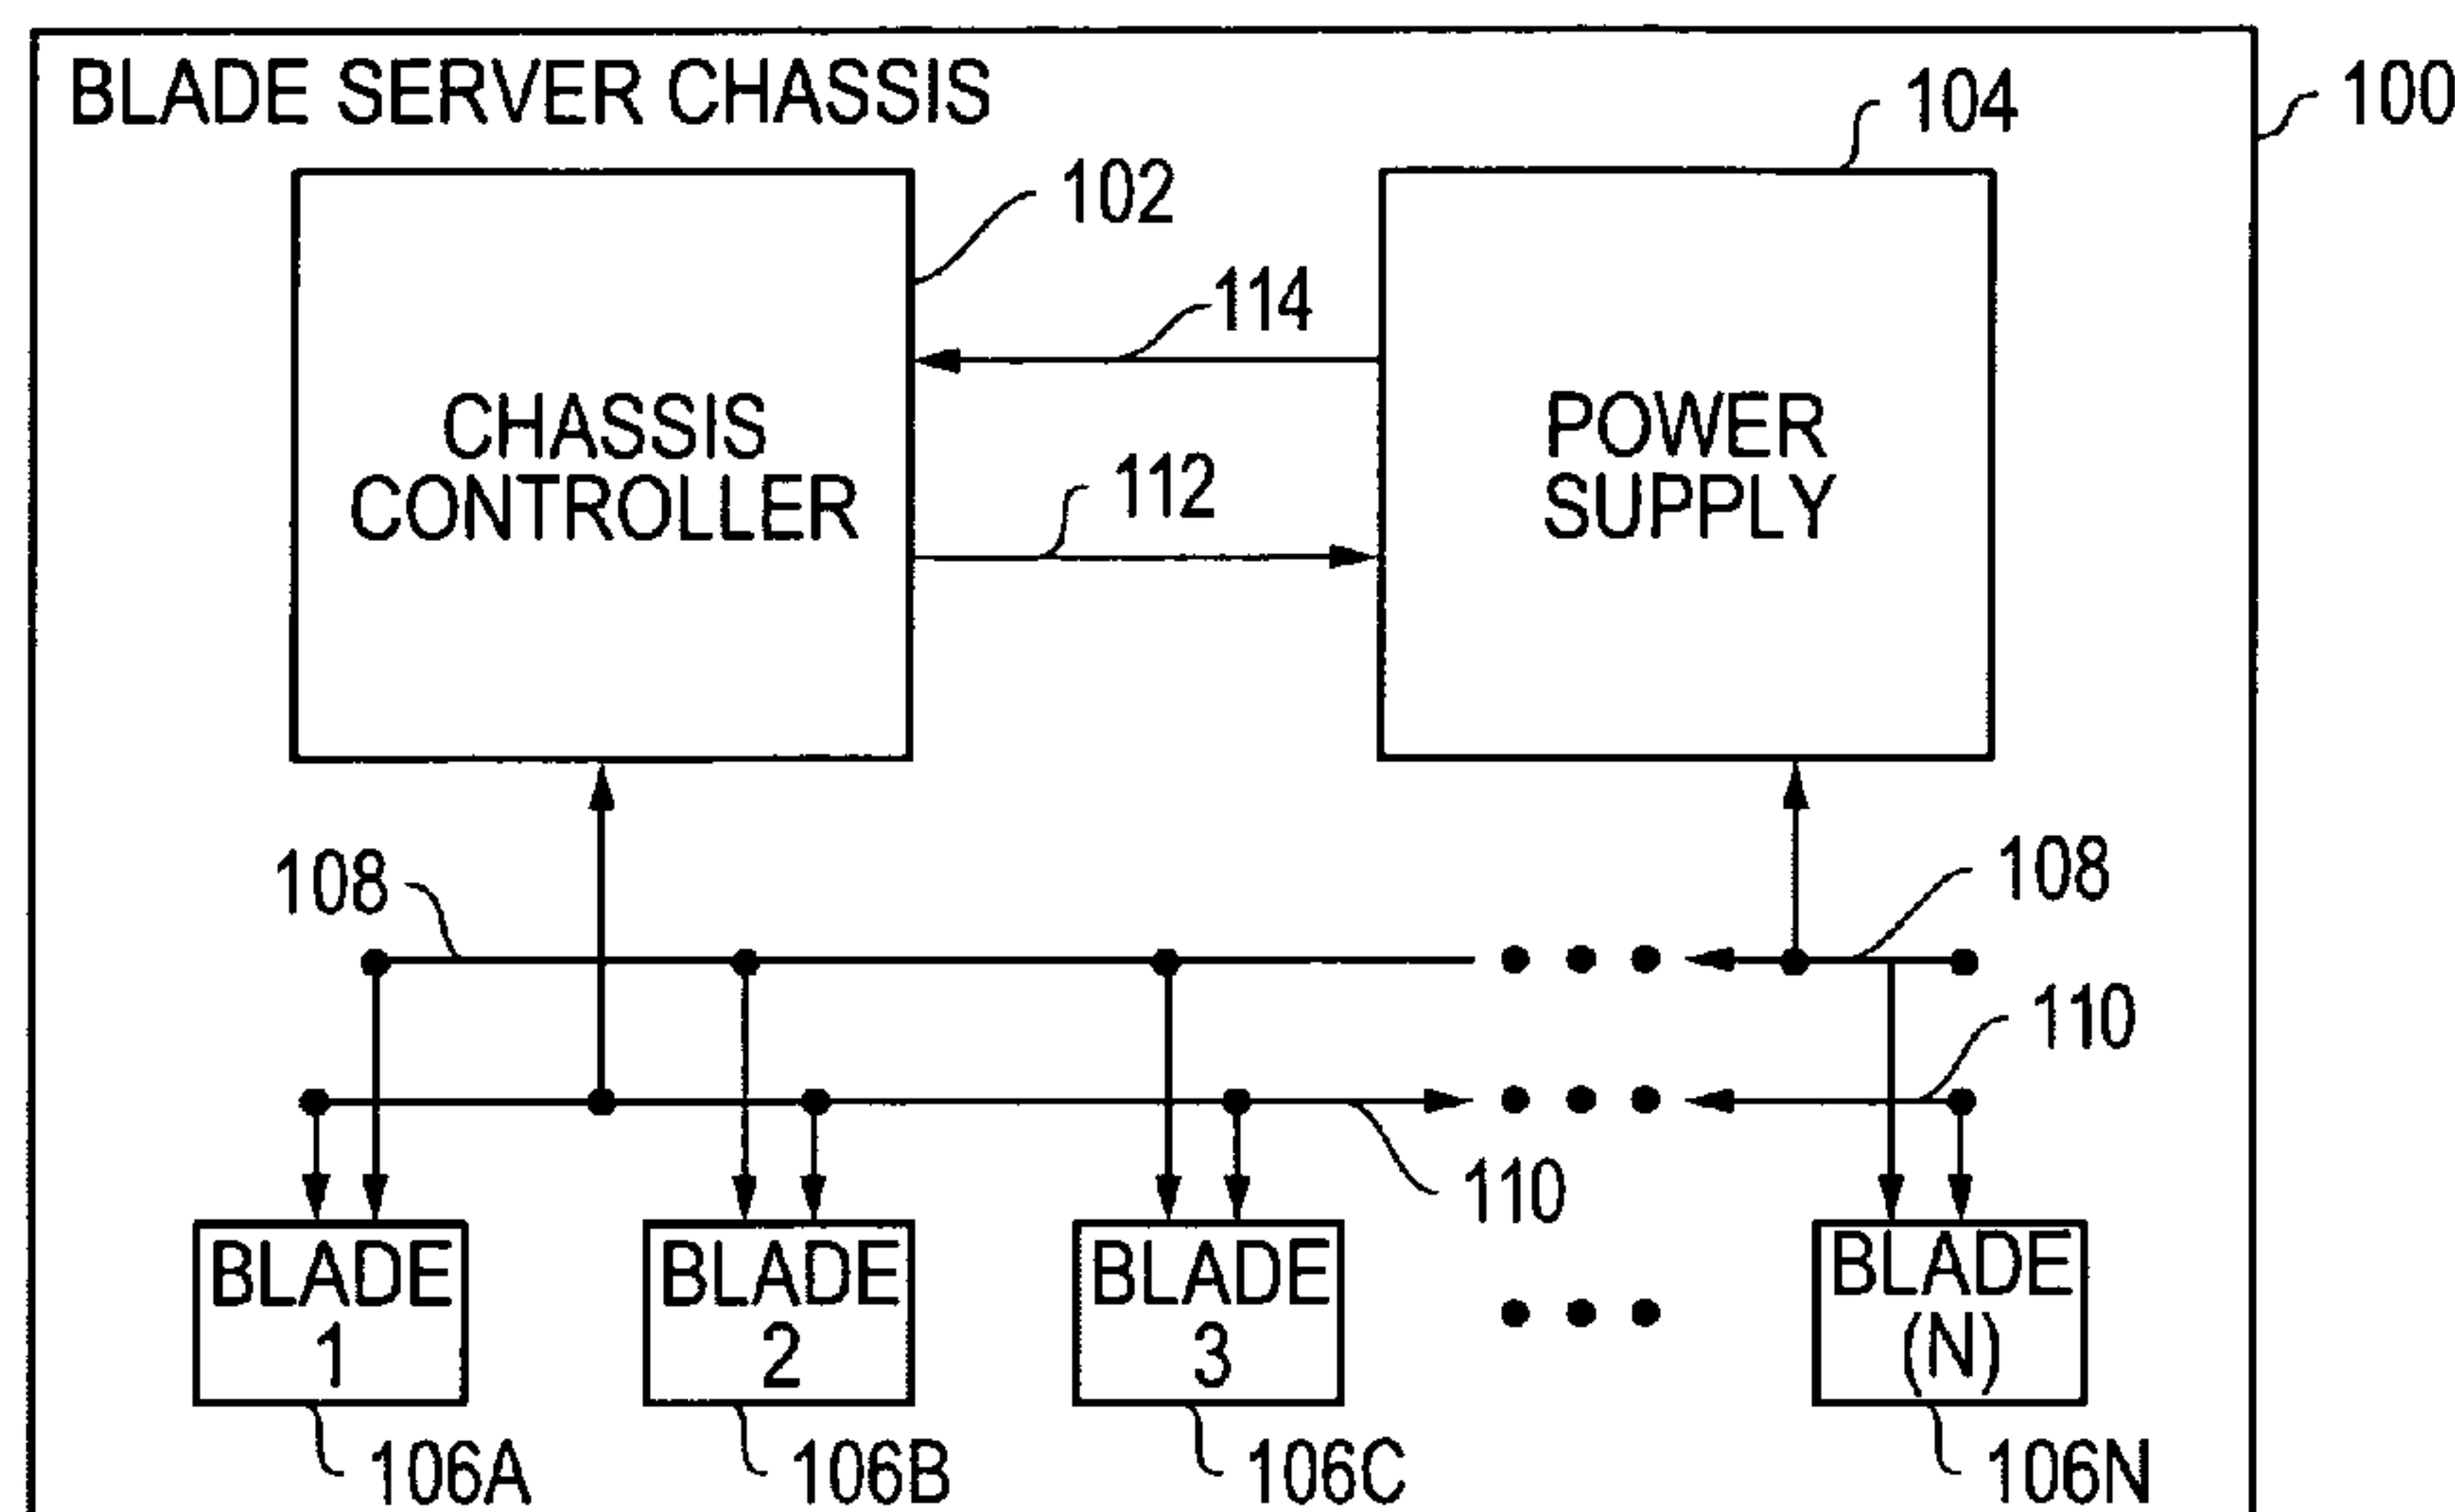 BLADE SERVER CHASSIS
104
100
102
114
CHASSIS
CONTROLLER
POWER
SUPPLY
112
108
108
110
110
BLADE
1
BLADE
2
BLADE
3
BLADE
(N)
106A
106B
106C
106N